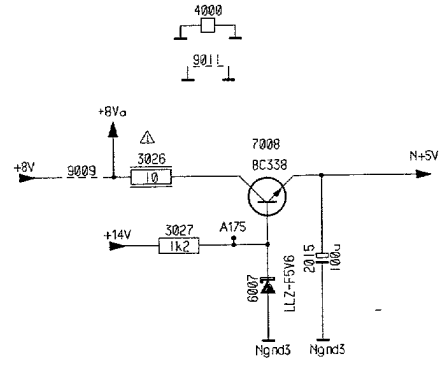 4000
9011
+8Va
7008
BC338
3026
10
+8V
9009
N+5V
3027
1k2
+14V
A175
6007
LLZ-F5V6
2015
100u
Ngnd3
Ngnd3